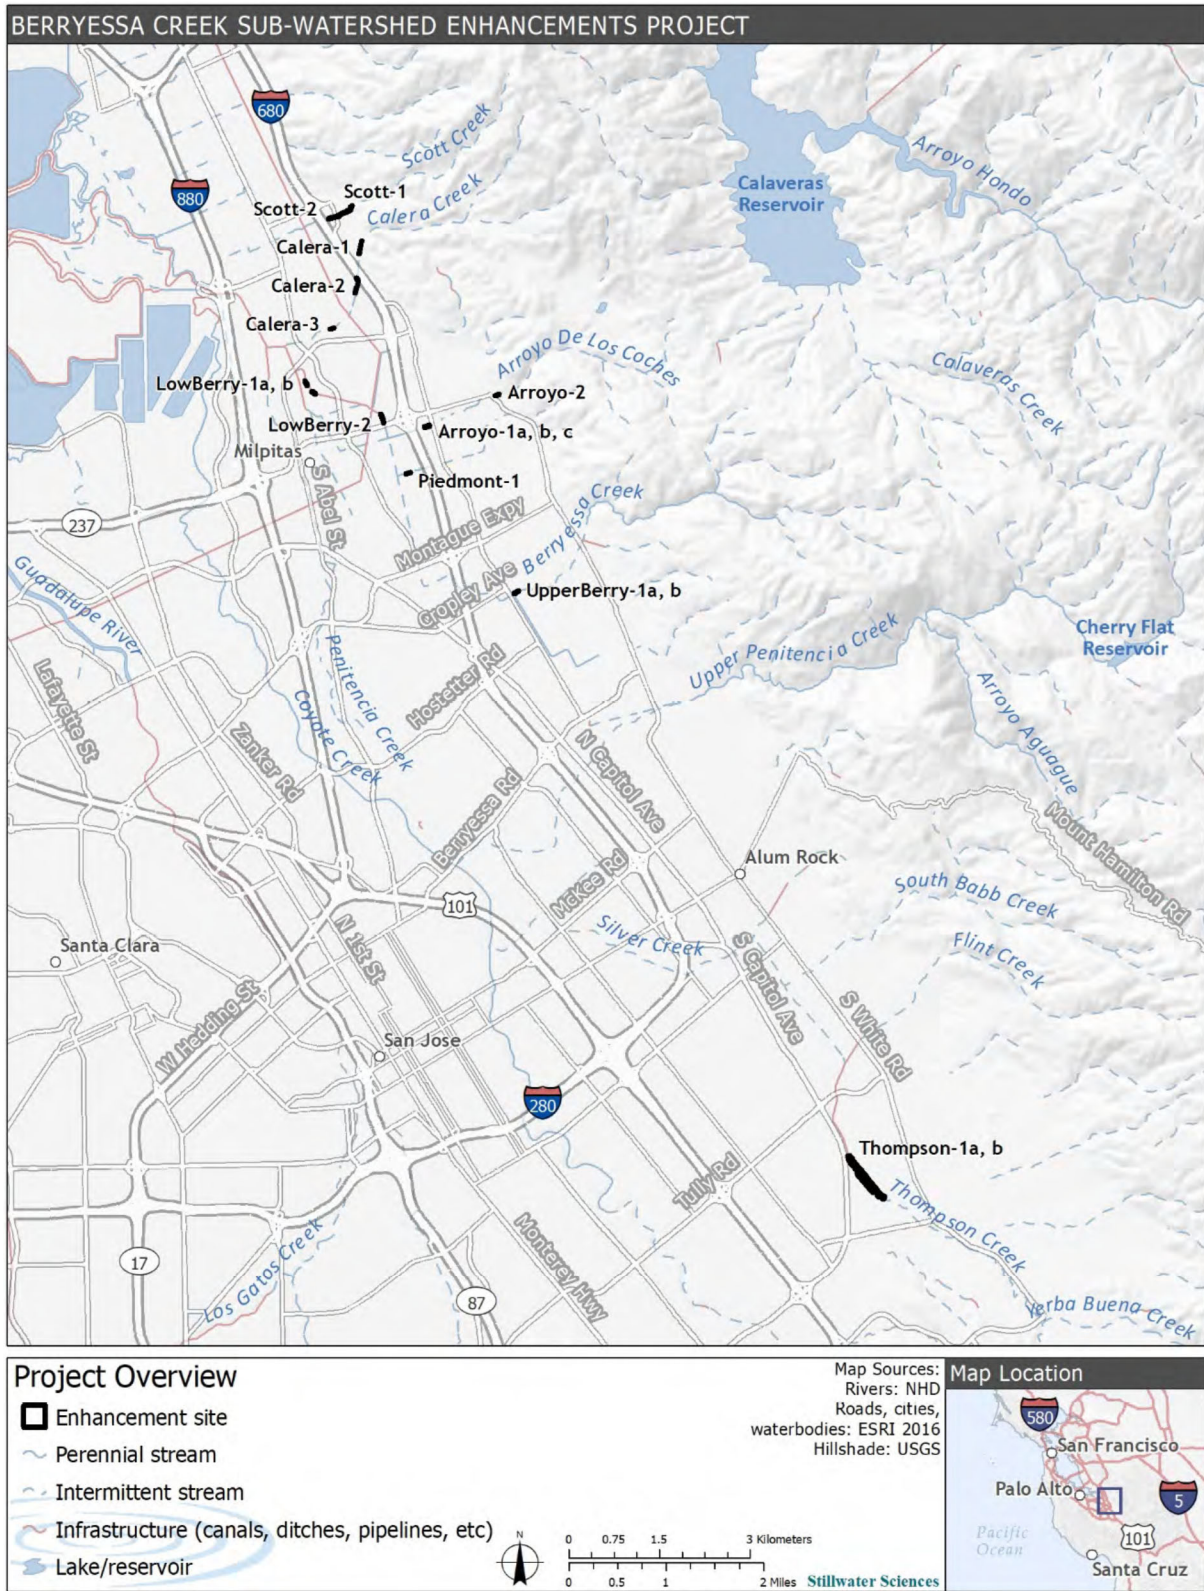 BERRYESSA CREEK SUB-WATERSHED ENHANCEMENTS PROJECT
680
Scott Creek
Arroyo Hondo
880
Scott-1
Scott-2
Calera Creek
Calaveras
Reservoir
Calera-1
Calera-2
Calera-3
Arroyo De Los Coches
Calaveras Creek
LowBerry-1a, b
Arroyo-2
LowBerry-2
Arroyo-1a, b, c
Milpitas
S Abel St
Piedmont-1
237
Montague Expy
Berryessa Creek
Guadalupe River
Cropley Ave
UpperBerry-1a, b
Cherry Flat
Reservoir
Upper Penitencia Creek
Penitencia Creek
Coyote Creek
Lafayette St
Zanker Rd
Hostetter Rd
Arroyo Aguague
N Capitol Ave
Berryessa Rd
Mount Hamilton Rd
McKee Rd
Alum Rock
101
South Babb Creek
Silver Creek
Flint Creek
Santa Clara
N 1st St
S Capitol Ave
W Hedding St
S White Rd
San Jose
280
Thompson-1a, b
Tully Rd
Thompson Creek
Monterey Hwy
17
Los Gatos Creek
87
Yerba Buena Creek
Project Overview
Enhancement site
Perennial stream
Intermittent stream
Infrastructure (canals, ditches, pipelines, etc)
Lake/reservoir
N
0 0.75 1.5 3 Kilometers
0 0.5 1 2 Miles
Stillwater Sciences
Map Sources:
Rivers: NHD
Roads, cities,
waterbodies: ESRI 2016
Hillshade: USGS
Map Location
580
San Francisco
Palo Alto
5
Pacific
Ocean
101
Santa Cruz